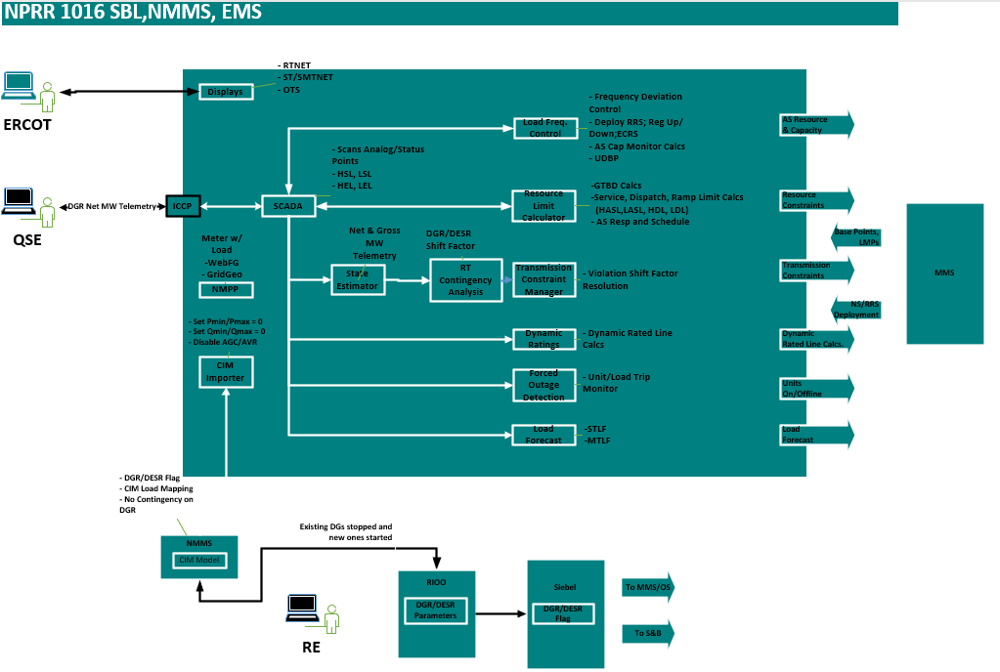 NPRR 1016 SBL,NMMS, EMS
- RTNET
- ST/SMTNET
- OTS
Displays
ERCOT
- Frequency Deviation
Control
- Deploy RRS; Reg Up/
Down;ECRS
- AS Cap Monitor Calcs
- UDBP
Load Freq.
Control
AS Resource
& Capacity
- Scans Analog/Status
Points
- HSL, LSL
- HEL, LEL
DGR Net MW Telemetry
ICCP
SCADA
QSE
Resource
Limit
Calculator
-GTBD Calcs
-Service, Dispatch, Ramp Limit Calcs
(HASL,LASL, HDL, LDL)
- AS Resp and Schedule
Resource
Constraints
Base Points,
LMPs
Meter w/
Load
-WebFG
- GridGeo
NMPP
Net & Gross
MW
Telemetry
State
Estimator
DGR/DESR
Shift Factor
RT
Contingency
Analysis
Transmission
Constraint
Manager
- Violation Shift Factor
Resolution
Transmission
Constraints
MMS
NS/RRS
Deployment
- Set Pmin/Pmax = 0
- Set Qmin/Qmax = 0
- Disable AGC/AVR
CIM
Importer
Dynamic
Ratings
- Dynamic Rated Line
Calcs
Dynamic
Rated Line Calcs.
Forced
Outage
Detection
- Unit/Load Trip
Monitor
Units
On/Offline
Load
Forecast
-STLF
-MTLF
Load
Forecast
- DGR/DESR Flag
- CIM Load Mapping
- No Contingency on
DGR
NMMS
CIM Model
Existing DGs stopped and
new ones started
RE
RIOO
DGR/DESR
Parameters
Siebel
DGR/DESR
Flag
To MMS/OS
To S&B